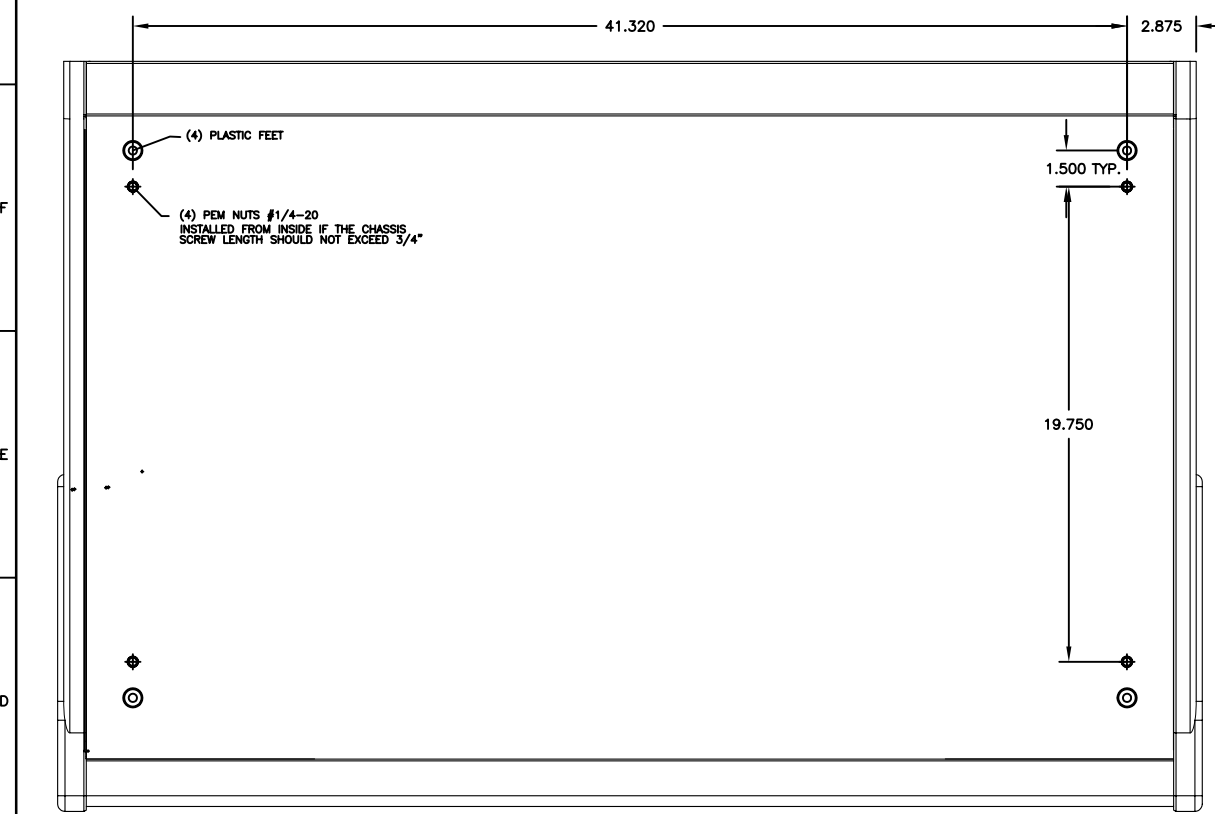 41.320
2.875
(4) PLASTIC FEET
1.500 TYP.
F
(4) PEM NUTS #1/4-20
INSTALLED FROM INSIDE IF THE CHASSIS
SCREW LENGTH SHOULD NOT EXCEED 3/4"
19.750
E
D